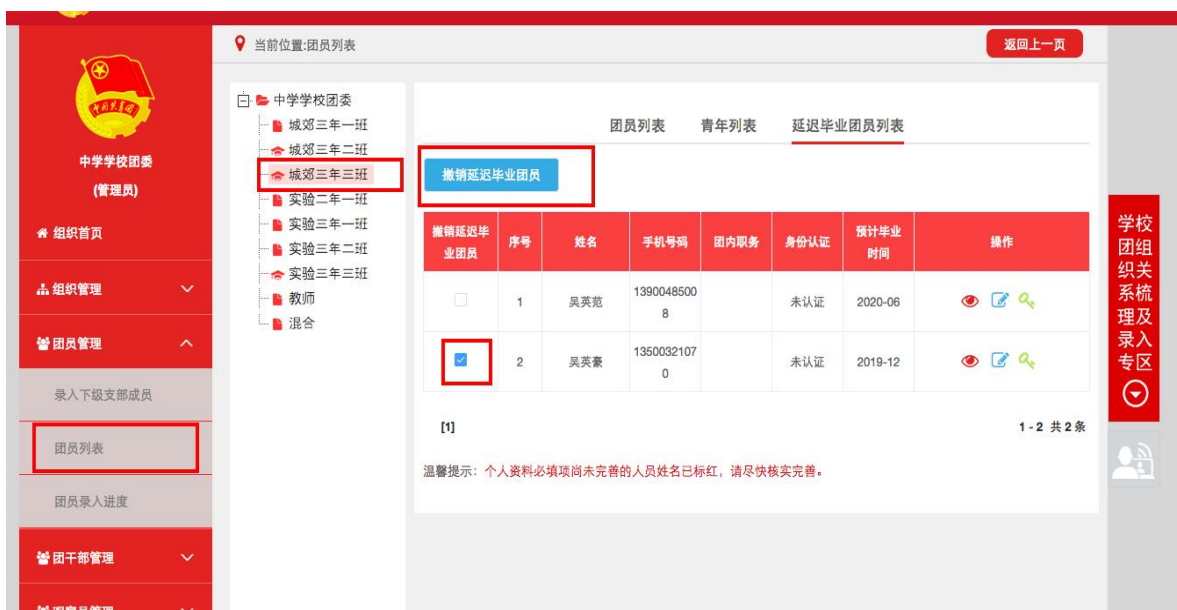 当前位置:团员列表
返回上一页
中国共青团
中学学校团委
(管理员)
组织首页
组织管理
团员管理
录入下级支部成员
团员列表
团员录入进度
团干部管理
中学学校团委
城郊三年一班
城郊三年二班
城郊三年三班
实验二年一班
实验三年一班
实验三年二班
实验三年三班
教师
混合
团员列表 青年列表 延迟毕业团员列表
撤销延迟毕业团员
撤销延迟毕
业团员 序号 姓名 手机号码 团内职务 身份认证 预计毕业
时间 操作
1 吴英范 1390048500
8 未认证 2020-06
2 吴英豪 1350032107
0 未认证 2019-12
[1] 1-2 共2条
温馨提示：个人资料必填项尚未完善的人员姓名已标红，请尽快核实完善。
学校
团组
织关
系梳
理及
录入
专区